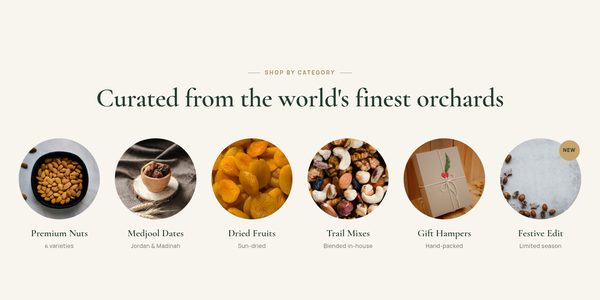 SHOP BY CATEGORY
Curated from the world's finest orchards
NEW
Premium Nuts
Medjool Dates
Dried Fruits
Trail Mixes
Gift Hampers
Festive Edit
6 varieties
Jordan & Madinah
Sun-dried
Blended in-house
Hand-packed
Limited season